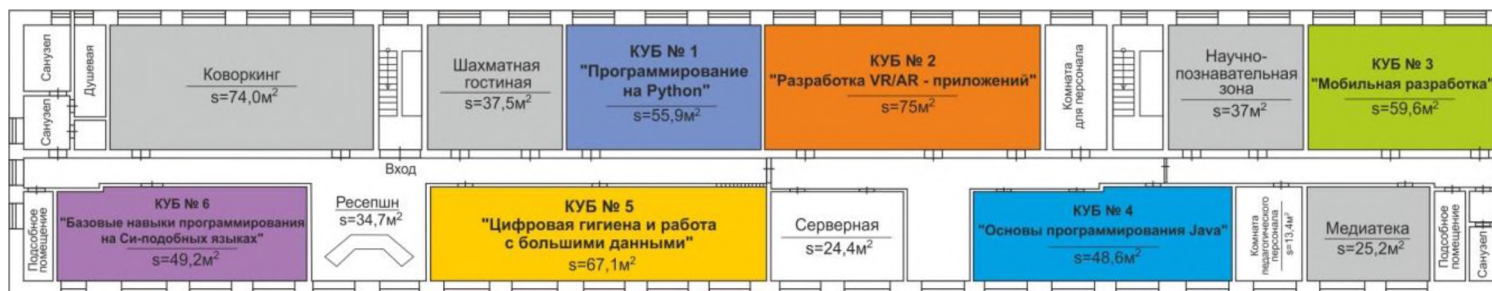 Санузел
Санузел
Душевая
Коворкинг
s=74,0м²
Шахматная
гостиная
s=37,5м²
КУБ № 1
"Программирование
на Python"
s=55,9м²
КУБ № 2
"Разработка VR/AR - приложений"
s=75м²
Комната
для персонала
Научно-
познавательная
зона
s=37м²
КУБ № 3
"Мобильная разработка"
s=59,6м²
Вход
Подсобное
помещение
КУБ № 6
"Базовые навыки программирования
на Си-подобных языках"
s=49,2м²
Ресепшн
s=34,7м²
КУБ № 5
"Цифровая гигиена и работа
с большими данными"
s=67,1м²
Серверная
s=24,4м²
КУБ № 4
"Основы программирования Java"
s=48,6м²
Комната
педагогического
персонала
s=13,4м²
Медиатека
s=25,2м²
Подсобное
помещение
Санузел